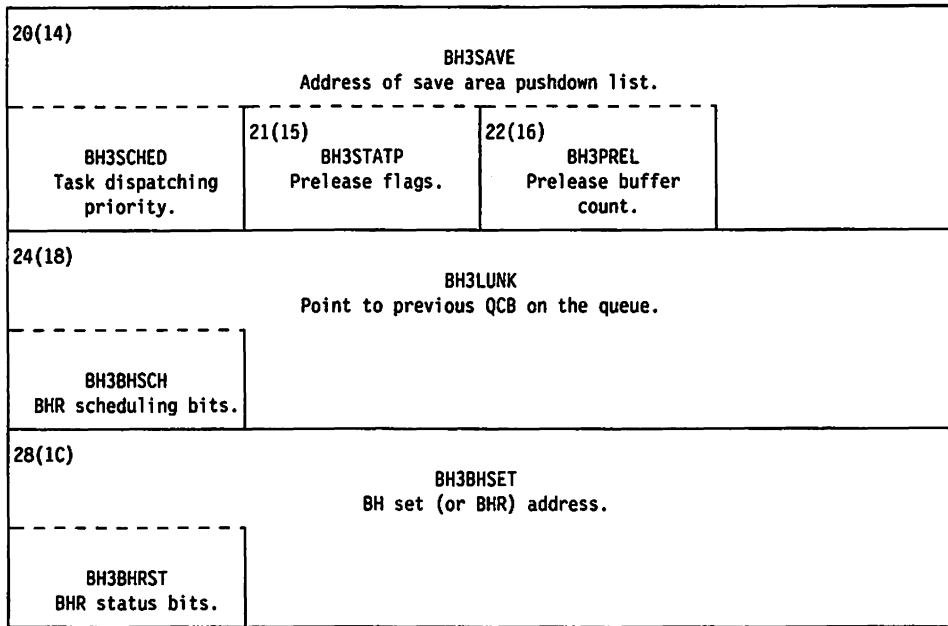 20(14)
BH3SAVE
Address of save area pushdown list.
21(15) 22(16)
BH3SCHED BH3STATP BH3PREL
Task dispatching Prelease flags. Prelease buffer
priority. count.
24(18)
BH3LUNK
Point to previous QCB on the queue.
BH3BHSCH
BHR scheduling bits.
28(1C)
BH3BHSET
BH set (or BHR) address.
BH3BHRST
BHR status bits.